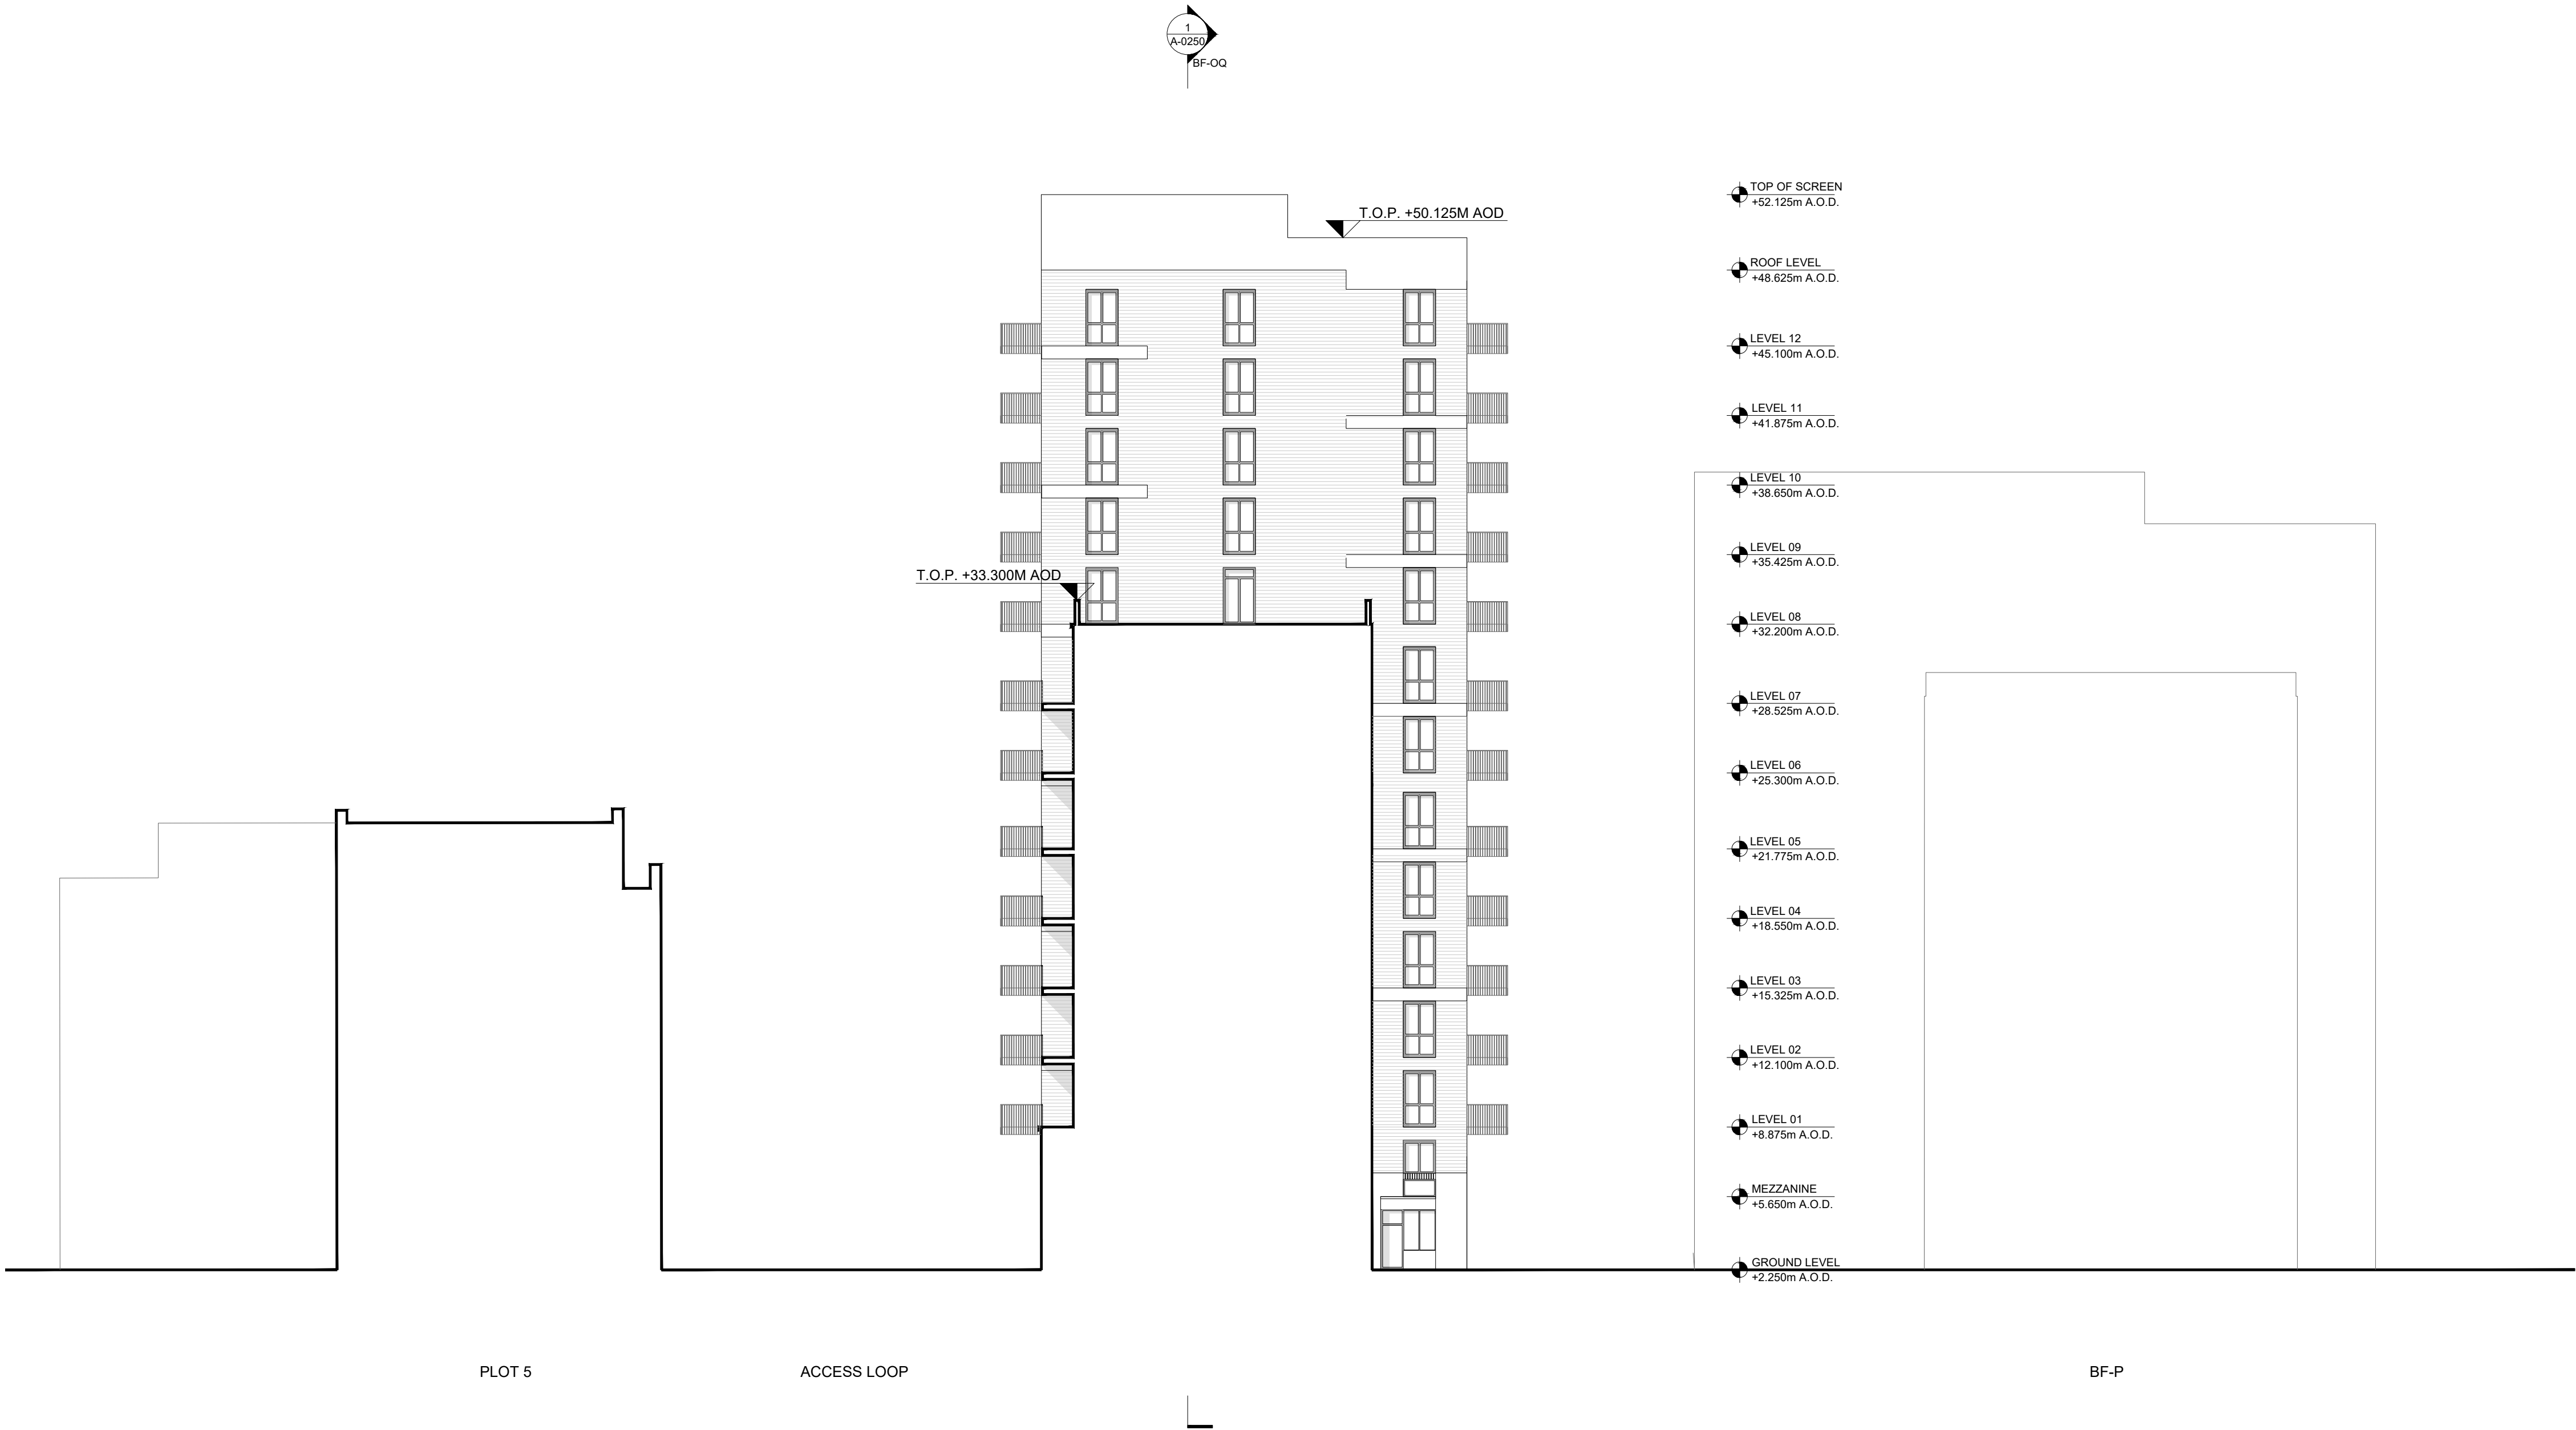 1
A-0250
BF-OQ
TOP OF SCREEN
+52.125m A.O.D.
T.O.P. +50.125M AOD
ROOF LEVEL
+48.625m A.O.D.
LEVEL 12
+45.100m A.O.D.
LEVEL 11
+41.875m A.O.D.
LEVEL 10
+38.650m A.O.D.
LEVEL 09
+35.425m A.O.D.
T.O.P. +33.300M AOD
LEVEL 08
+32.200m A.O.D.
LEVEL 07
+28.525m A.O.D.
LEVEL 06
+25.300m A.O.D.
LEVEL 05
+21.775m A.O.D.
LEVEL 04
+18.550m A.O.D.
LEVEL 03
+15.325m A.O.D.
LEVEL 02
+12.100m A.O.D.
LEVEL 01
+8.875m A.O.D.
MEZZANINE
+5.650m A.O.D.
GROUND LEVEL
+2.250m A.O.D.
PLOT 5
ACCESS LOOP
BF-P